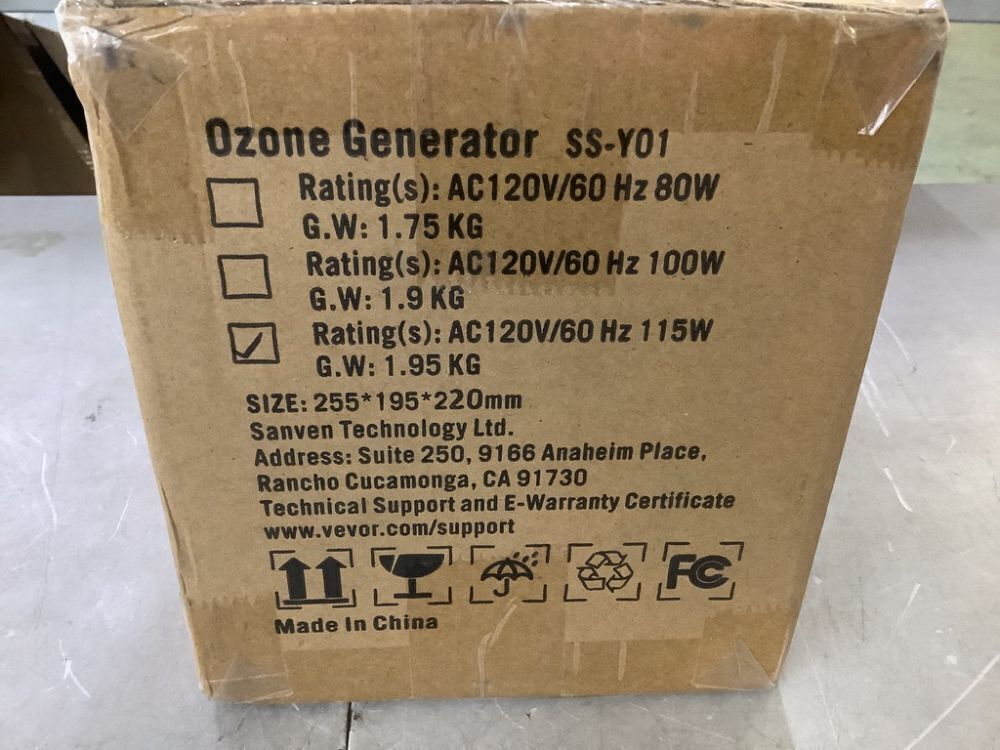 Ozone Generator SS-Y01
Rating(s): AC120V/60 Hz 80W
G.W: 1.75 KG
Rating(s): AC120V/60 Hz 100W
G.W: 1.9 KG
Rating(s): AC120V/60 Hz 115W
G.W: 1.95 KG
SIZE: 255*195*220mm
Sanven Technology Ltd.
Address: Suite 250, 9166 Anaheim Place,
Rancho Cucamonga, CA 91730
Technical Support and E-Warranty Certificate
www.vevor.com/support
FC
Made In China